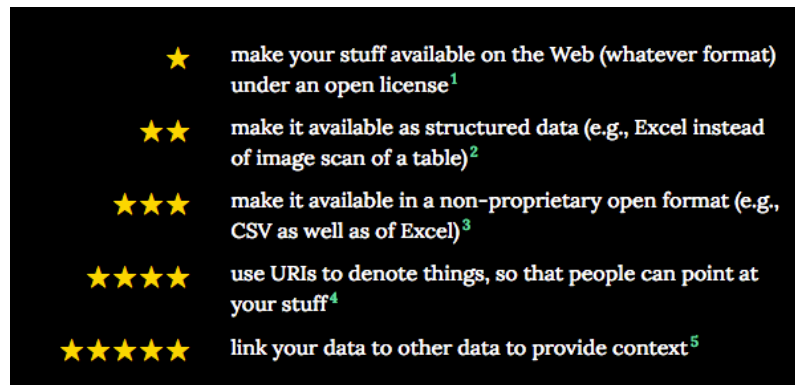 ★ make your stuff available on the Web (whatever format)
under an open license¹
★★ make it available as structured data (e.g., Excel instead
of image scan of a table)²
★★★ make it available in a non-proprietary open format (e.g.,
CSV as well as of Excel)³
★★★★ use URIs to denote things, so that people can point at
your stuff⁴
★★★★★ link your data to other data to provide context⁵